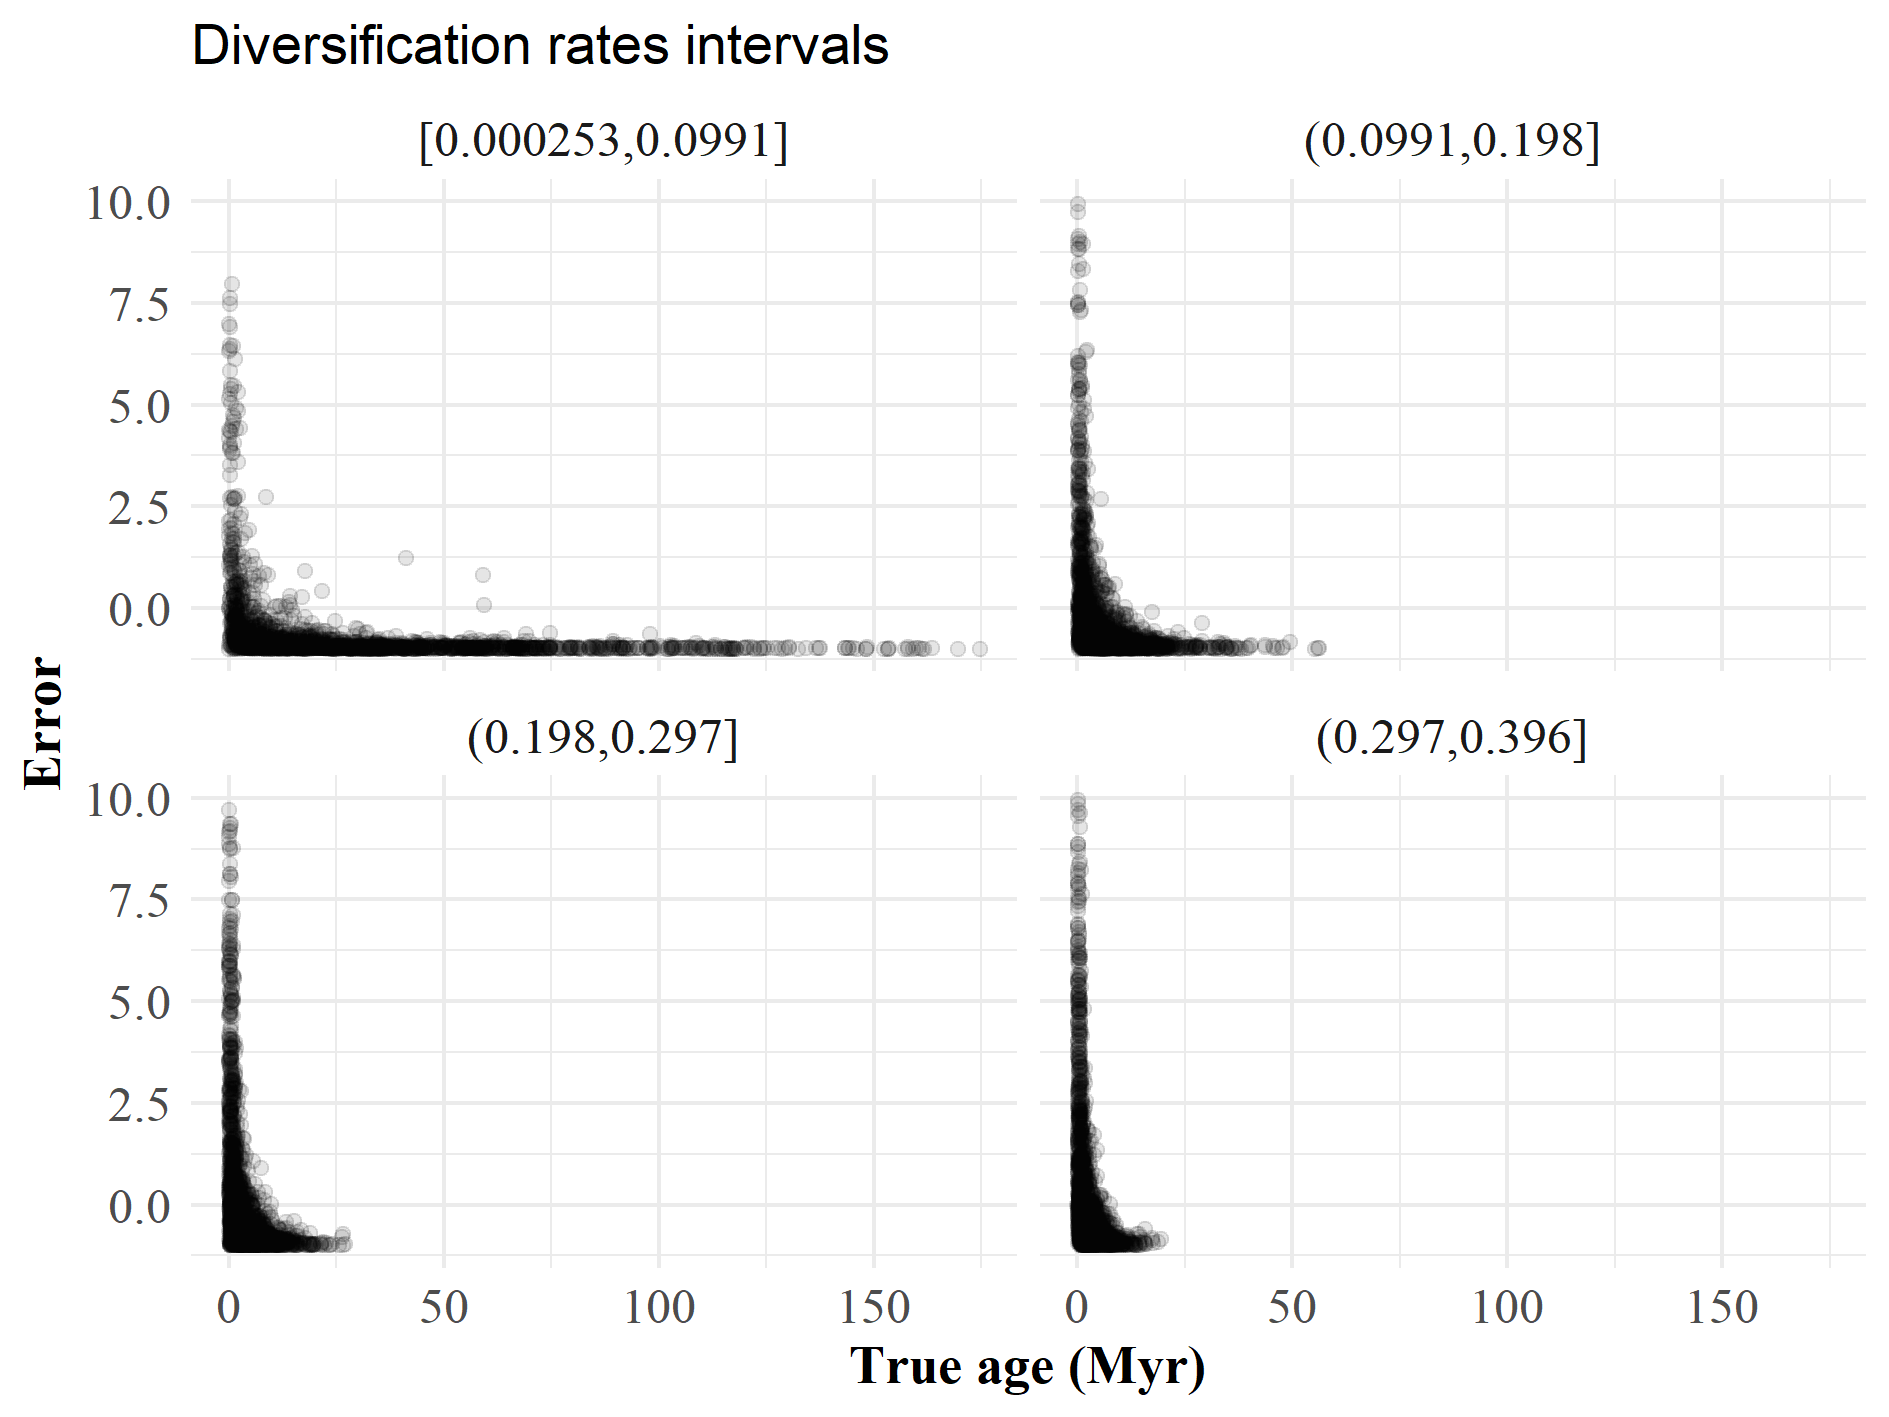 Diversification rates intervals
[0.000253,0.0991]
(0.0991,0.198]
10.0
7.5
5.0
2.5
0.0
(0.198,0.297]
(0.297,0.396]
10.0
7.5
5.0
2.5
0.0
Error
0 50 100 150
0 50 100 150
True age (Myr)